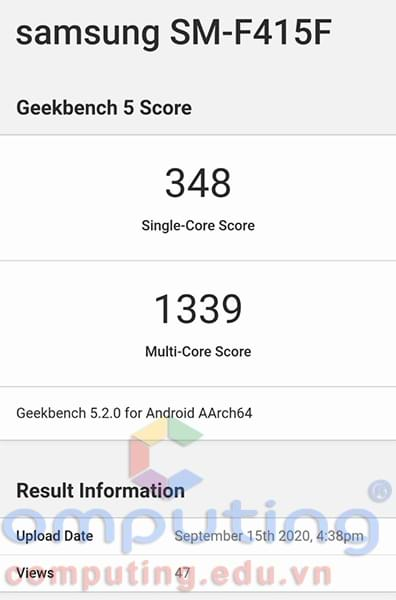 samsung SM-F415F
Geekbench 5 Score
348
Single-Core Score
1339
Multi-Core Score
Geekbench 5.2.0 for Android AArch64
Result Information
computing ®
Upload Date September 15th 2020, 4:38pm
Views 47
computing.edu.vn